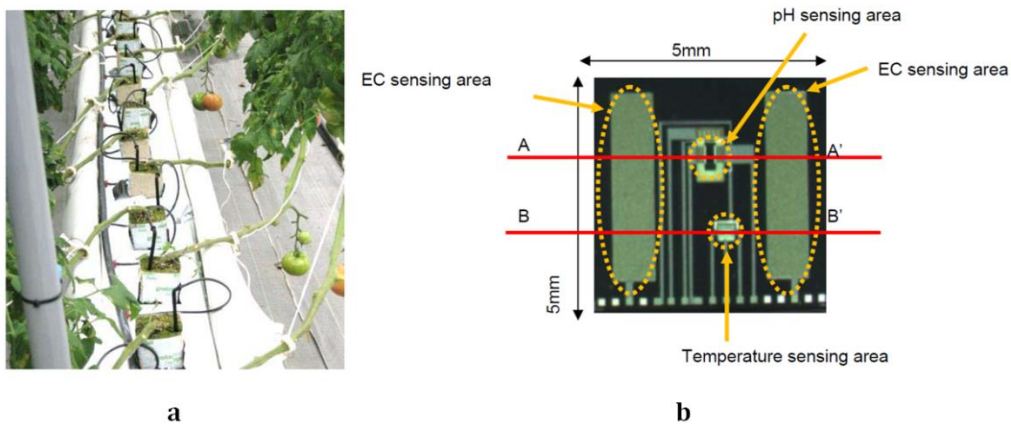 pH sensing area
5mm
EC sensing area
EC sensing area
A
A'
B
B'
5mm
Temperature sensing area
a
b